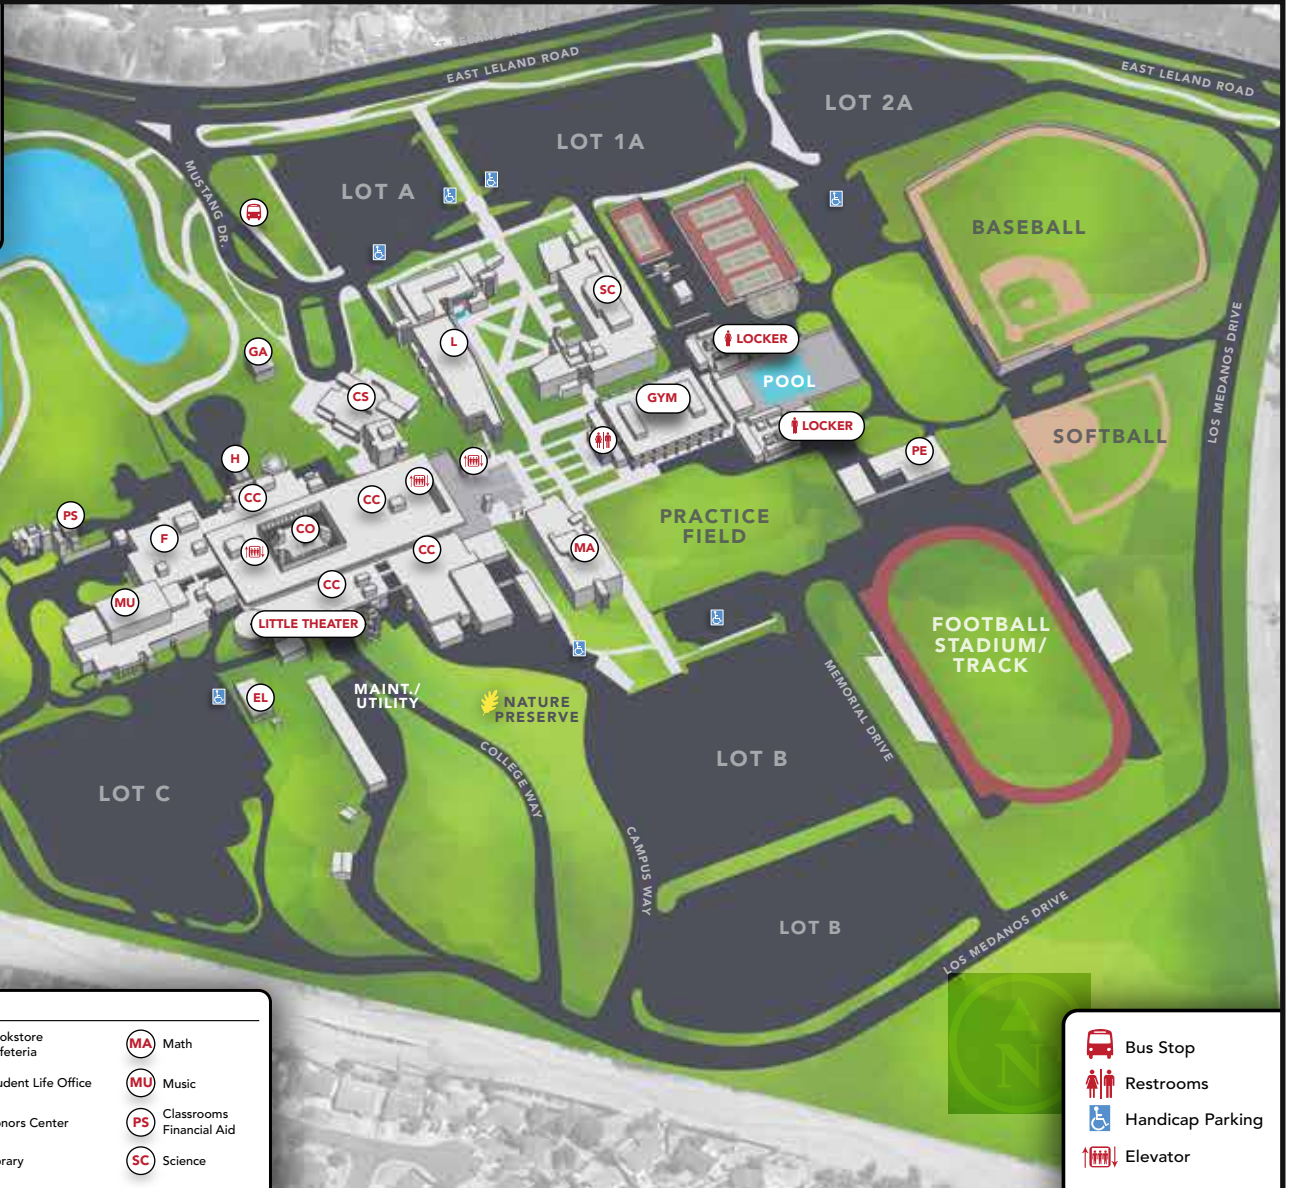 EAST LELAND ROAD
EAST LELAND ROAD
LOT 2A
LOT 1A
LOT A
MUSTANG DR.
BASEBALL
SC
LOS MEDANOS DRIVE
L
LOCKER
GA
POOL
CS
GYM
LOCKER
SOFTBALL
H
PE
CC
CC
PS
PRACTICE
FIELD
CO
F
CC
MA
CC
MU
LITTLE THEATER
FOOTBALL
STADIUM/
TRACK
EL
MAINT./
UTILITY
NATURE
PRESERVE
MEMORIAL DRIVE
LOT B
LOT C
COLLEGE WAY
CAMPUS WAY
LOT B
LOS MEDANOS DRIVE
N
okstore
feteria
MA Math
udent Life Office
MU Music
nors Center
PS Classrooms
Financial Aid
rary
SC Science
Bus Stop
Restrooms
Handicap Parking
Elevator